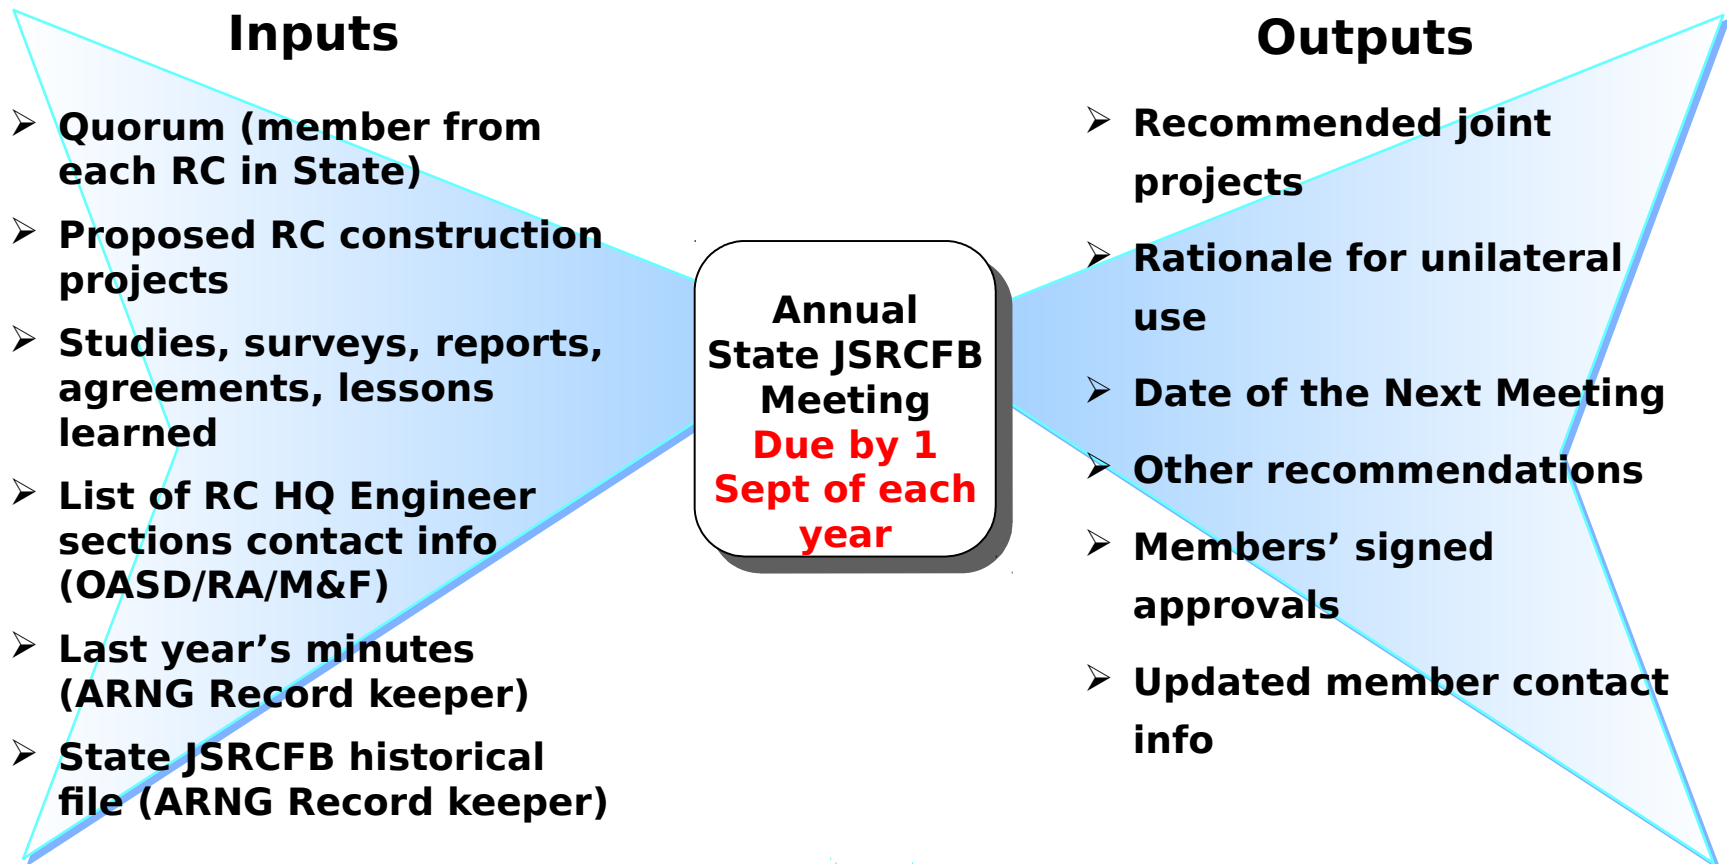 Inputs
Quorum (member from
each RC in State)
Proposed RC construction
projects
Studies, surveys, reports,
agreements, lessons
learned
List of RC HQ Engineer
sections contact info
(OASD/RA/M&F)
Last year’s minutes
(ARNG Record keeper)
State JSRCFB historical
file (ARNG Record keeper)
Annual
State JSRCFB
Meeting
Due by 1
Sept of each
year
Outputs
Recommended joint
projects
Rationale for unilateral
use
Date of the Next Meeting
Other recommendations
Members’ signed
approvals
Updated member contact
info